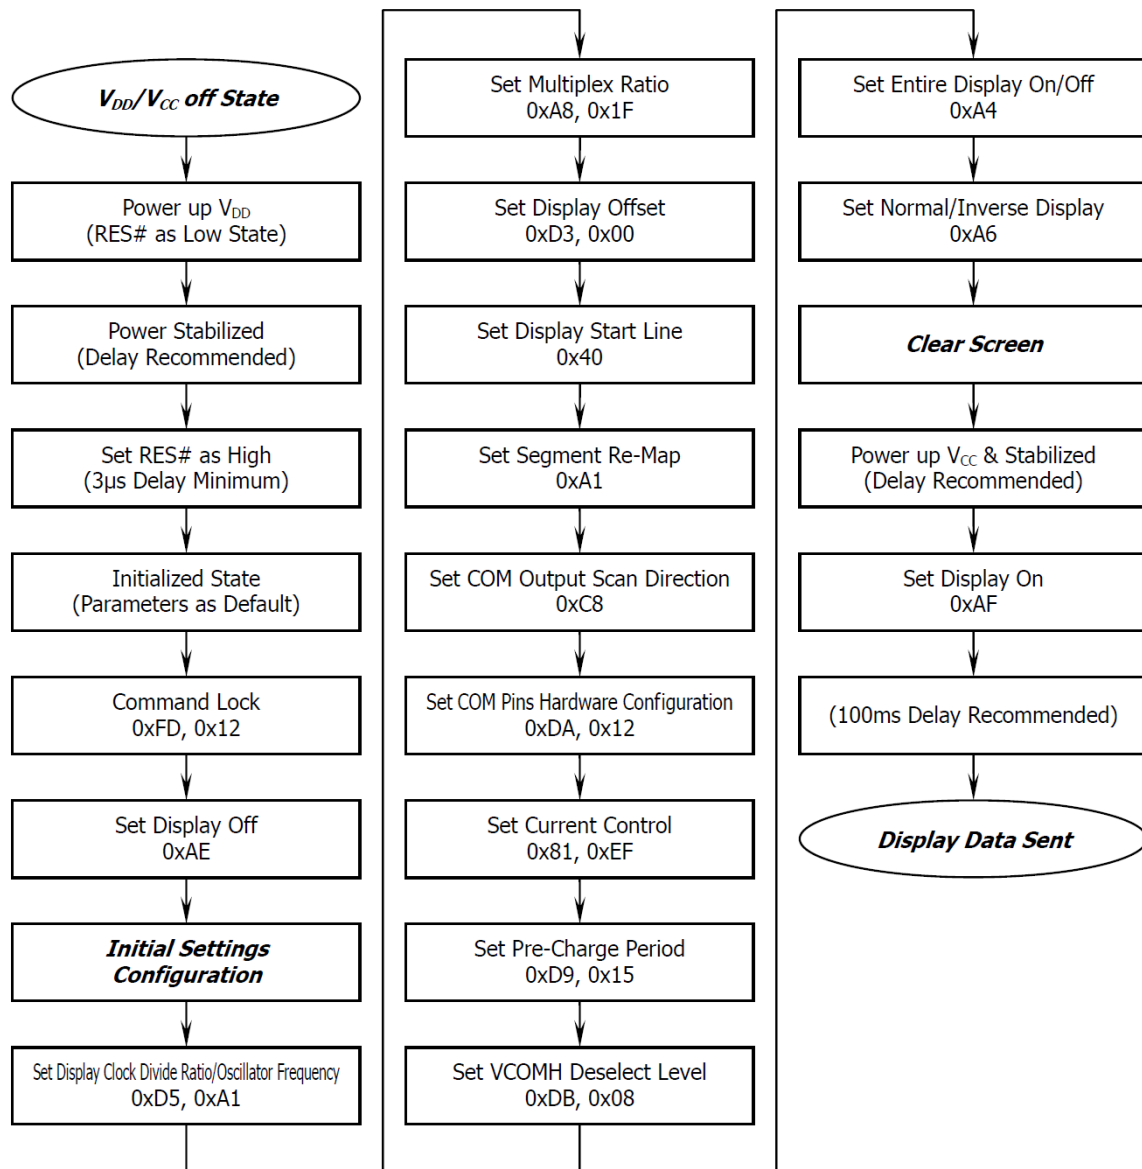 V_DD/V_CC off State
Power up V_DD
(RES# as Low State)
Power Stabilized
(Delay Recommended)
Set RES# as High
(3μs Delay Minimum)
Initialized State
(Parameters as Default)
Command Lock
0xFD, 0x12
Set Display Off
0xAE
Initial Settings
Configuration
Set Display Clock Divide Ratio/Oscillator Frequency
0xD5, 0xA1
Set Multiplex Ratio
0xA8, 0x1F
Set Display Offset
0xD3, 0x00
Set Display Start Line
0x40
Set Segment Re-Map
0xA1
Set COM Output Scan Direction
0xC8
Set COM Pins Hardware Configuration
0xDA, 0x12
Set Current Control
0x81, 0xEF
Set Pre-Charge Period
0xD9, 0x15
Set VCOMH Deselect Level
0xDB, 0x08
Set Entire Display On/Off
0xA4
Set Normal/Inverse Display
0xA6
Clear Screen
Power up V_CC & Stabilized
(Delay Recommended)
Set Display On
0xAF
(100ms Delay Recommended)
Display Data Sent